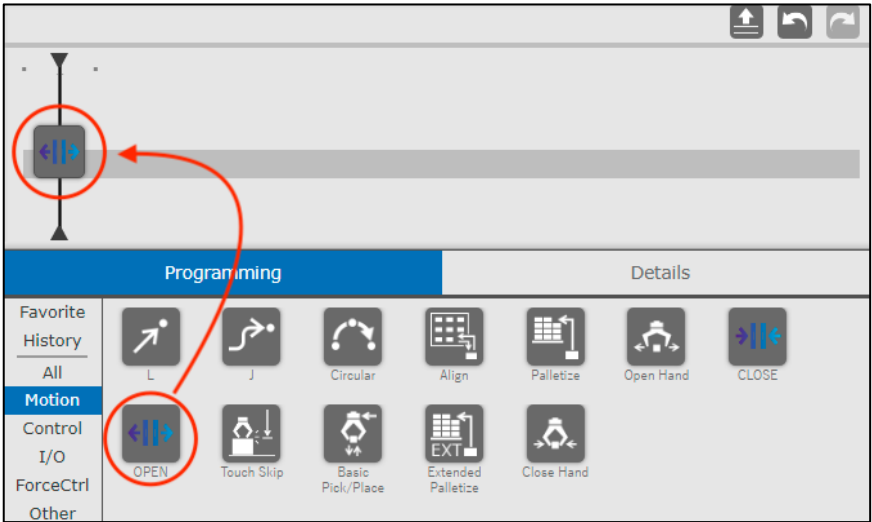 Programming
Details
Favorite
History
All
Motion
Control
I/O
ForceCtrl
Other
L
J
Circular
Align
Palletize
Open Hand
CLOSE
OPEN
Touch Skip
Basic
Pick/Place
EXT
Extended
Palletize
Close Hand